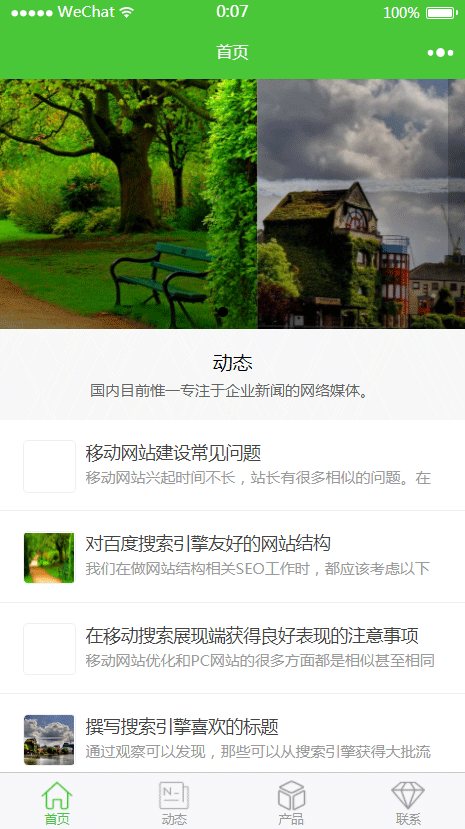 WeChat 0:07 100%
首页
动态
国内目前惟一专注于企业新闻的网络媒体。
移动网站建设常见问题
移动网站兴起时间不长，站长有很多相似的问题。在
对百度搜索引擎友好的网站结构
我们在做网站结构相关SEO工作时，都应该考虑以下
在移动搜索展现端获得良好表现的注意事项
移动网站优化和PC网站的很多方面都是相似甚至相同
撰写搜索引擎喜欢的标题
通过观察可以发现，那些可以从搜索引擎获得大批流
首页 动态 产品 联系